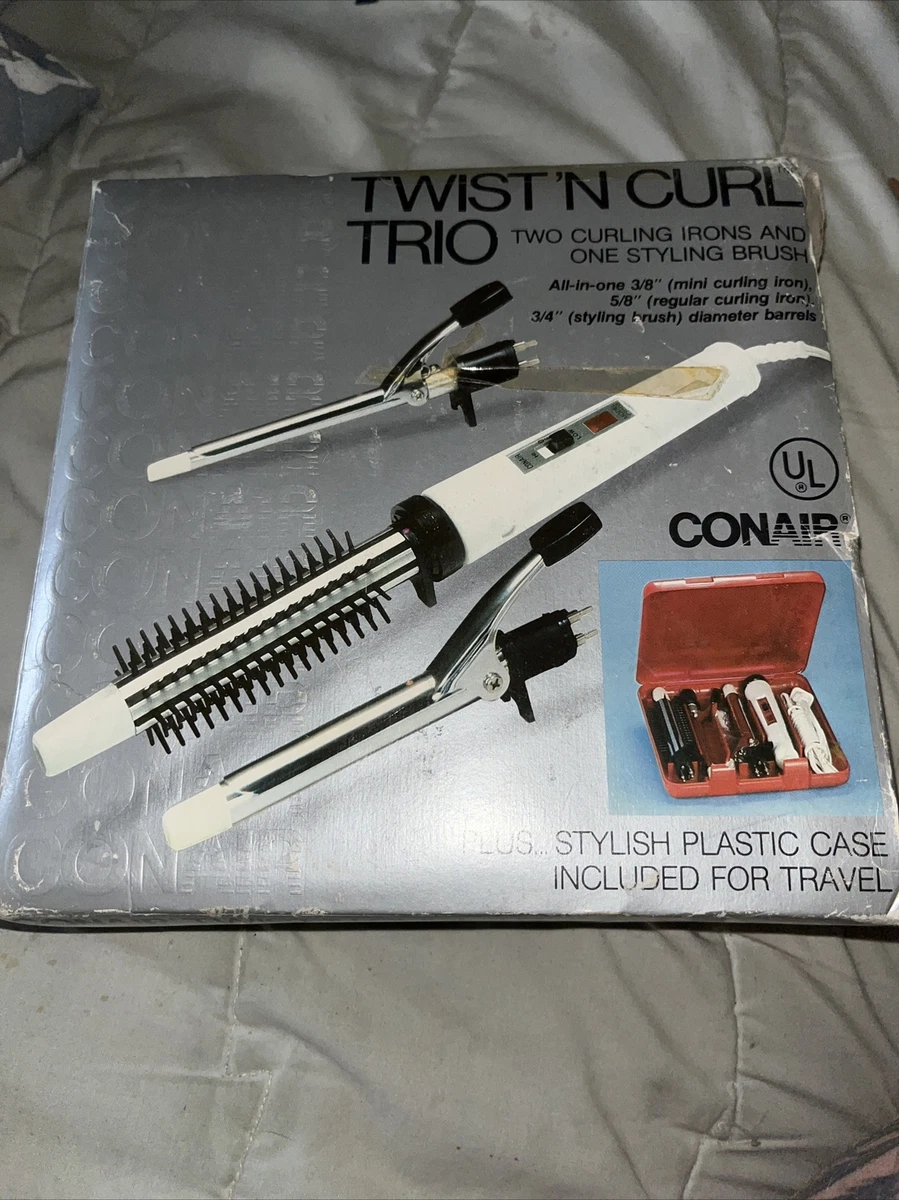 TWIST 'N CURL
TRIO
TWO CURLING IRONS AND
ONE STYLING BRUSH
All-in-one 3/8" (mini curling iron),
5/8" (regular curling iron),
3/4" (styling brush) diameter barrels
UL
®
CONAIR®
PLUS... STYLISH PLASTIC CASE
INCLUDED FOR TRAVEL
CONAIR